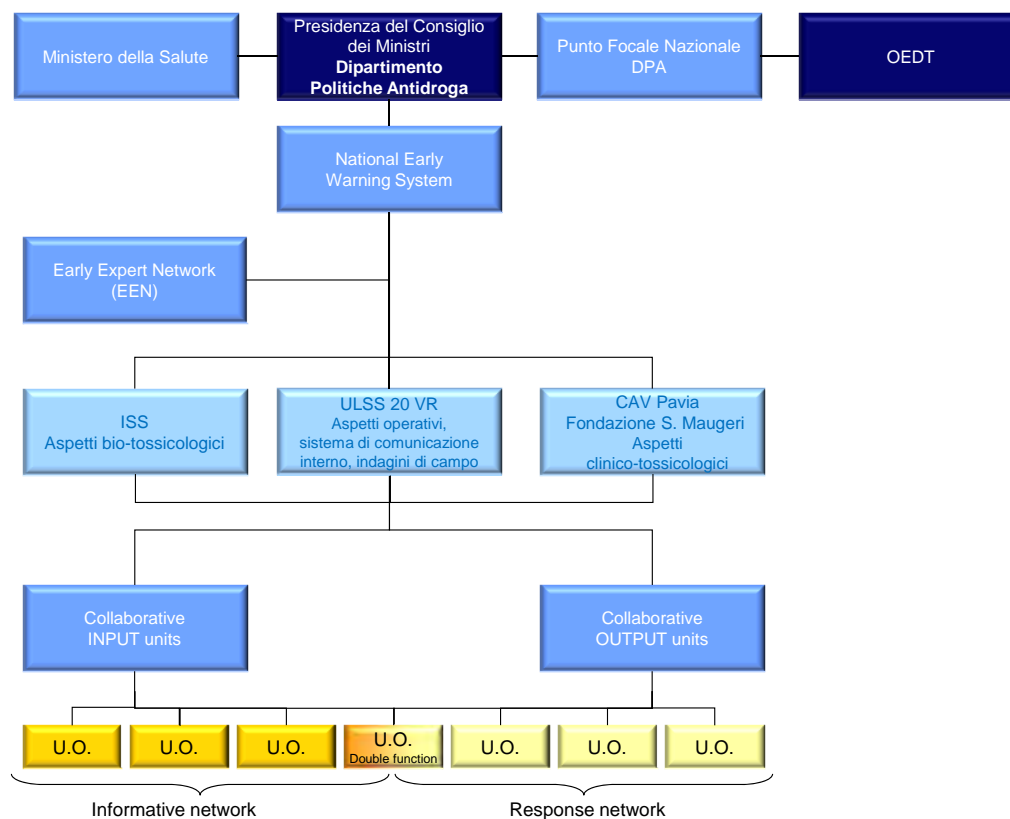 Ministero della Salute
Presidenza del Consiglio
dei Ministri
Dipartimento
Politiche Antidroga
Punto Focale Nazionale
DPA
OEDT
National Early
Warning System
Early Expert Network
(EEN)
ISS
Aspetti bio-tossicologici
ULSS 20 VR
Aspetti operativi,
sistema di comunicazione
interno, indagini di campo
CAV Pavia
Fondazione S. Maugeri
Aspetti
clinico-tossicologici
Collaborative
INPUT units
Collaborative
OUTPUT units
U.O.
U.O.
U.O.
U.O.
Double function
U.O.
U.O.
U.O.
Informative network
Response network